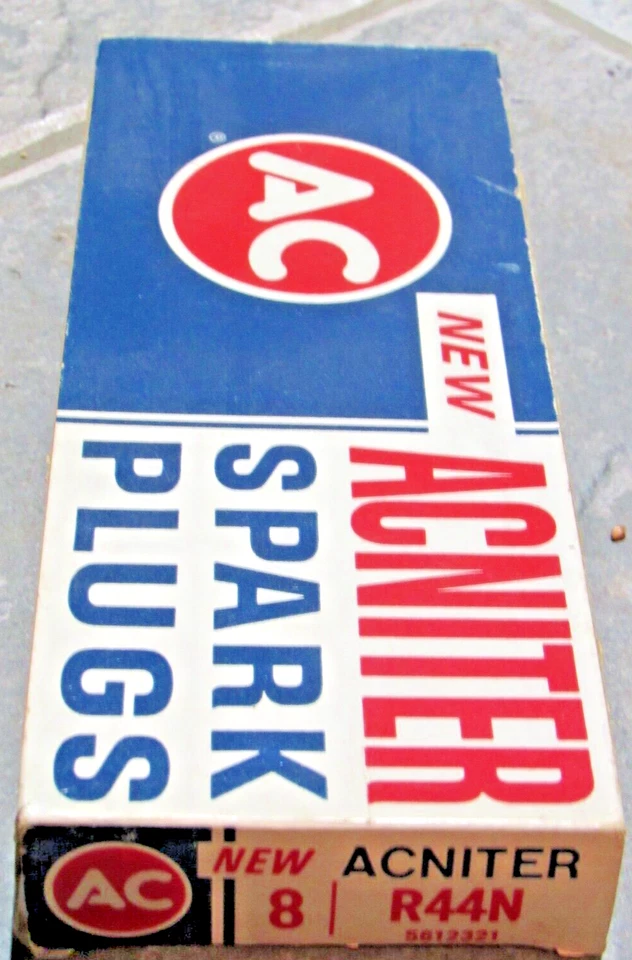 AC ®
NEW
ACNITER
SPARK
PLUGS
AC
NEW ACNITER
8 | R44N
5612321